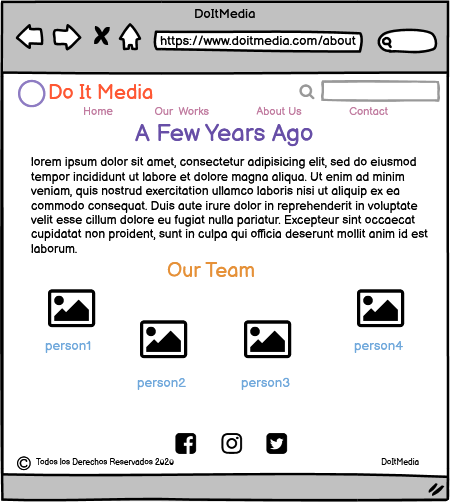 DoItMedia
https://www.doitmedia.com/about
Do It Media
Home Our Works About Us Contact
A Few Years Ago
lorem ipsum dolor sit amet, consectetur adipisicing elit, sed do eiusmod
tempor incididunt ut labore et dolore magna aliqua. Ut enim ad minim
veniam, quis nostrud exercitation ullamco laboris nisi ut aliquip ex ea
commodo consequat. Duis aute irure dolor in reprehenderit in voluptate
velit esse cillum dolore eu fugiat nulla pariatur. Excepteur sint occaecat
cupidatat non proident, sunt in culpa qui officia deserunt mollit anim id est
laborum.
Our Team
person1 person4
person2 person3
© Todos los Derechos Reservados 2020 DoItMedia